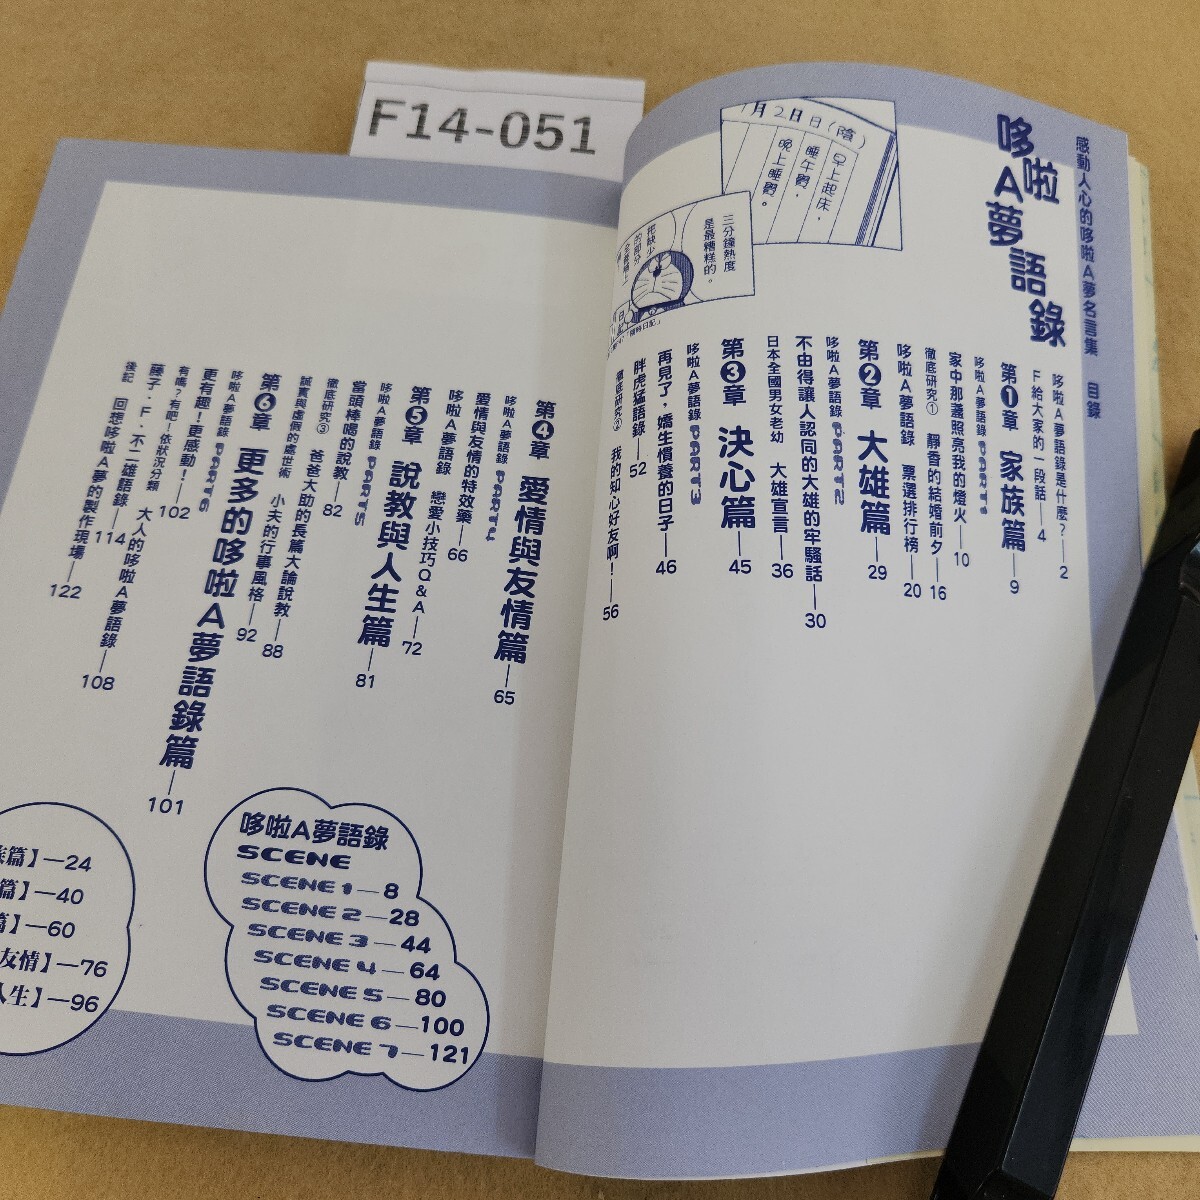 F14-051
感動人心的哆啦A夢名言集 目錄
哆啦A夢語錄
7月2日日(陰)
早上起床,
睡午覺,
晚上睡覺。
三分鐘熱度
是最糟糕的。
把缺少
的部分
哆啦A夢語錄是什麼?—2
F給大家的一段話—4
第1章 家族篇—9
哆啦A夢語錄 PART1
家中那盞照亮我的燈火—10
徹底研究① 靜香的結婚前夕—16
哆啦A夢語錄 票選排行榜—20
第2章 大雄篇—29
哆啦A夢語錄 PART2
不由得讓人認同的大雄的牢騷話—30
日本全國男女老幼 大雄宣言—36
第3章 決心篇—45
哆啦A夢語錄 PART3
再見了,嬌生慣養的日子—46
胖虎猛語錄—52
徹底研究② 我的知心好友啊!—56
第4章 愛情與友情篇—65
哆啦A夢語錄 PART4
愛情與友情的特效藥—66
哆啦A夢語錄 戀愛小技巧Q&A—72
第5章 說教與人生篇—81
哆啦A夢語錄 PART5
當頭棒喝的說教—82
徹底研究③ 爸爸大助的長篇大論說教—88
誠實與虛假的處世術 小夫的行事風格—92
第6章 更多的哆啦A夢語錄篇—101
哆啦A夢語錄 PART6
更有趣!更感動!—102
有嗎?有吧!依狀況分類 大人的哆啦A夢語錄—108
藤子·F·不二雄語錄—114
後記 回想哆啦A夢的製作現場—122
哆啦A夢語錄
SCENE
SCENE 1—8
SCENE 2—28
SCENE 3—44
SCENE 4—64
SCENE 5—80
SCENE 6—100
SCENE 7—121
族篇】—24
篇】—40
篇】—60
友情】—76
人生】—96